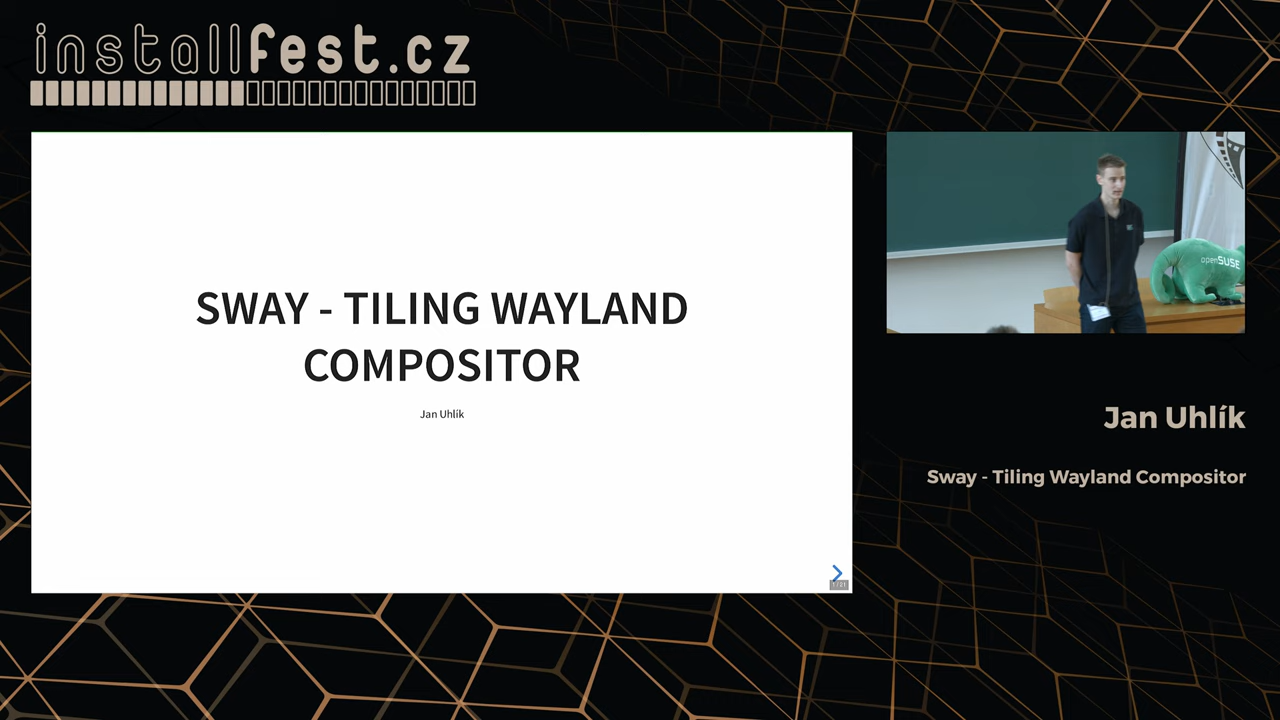 installfest.cz
SWAY - TILING WAYLAND
COMPOSITOR
Jan Uhlík
openSUSE
Jan Uhlík
Sway - Tiling Wayland Compositor